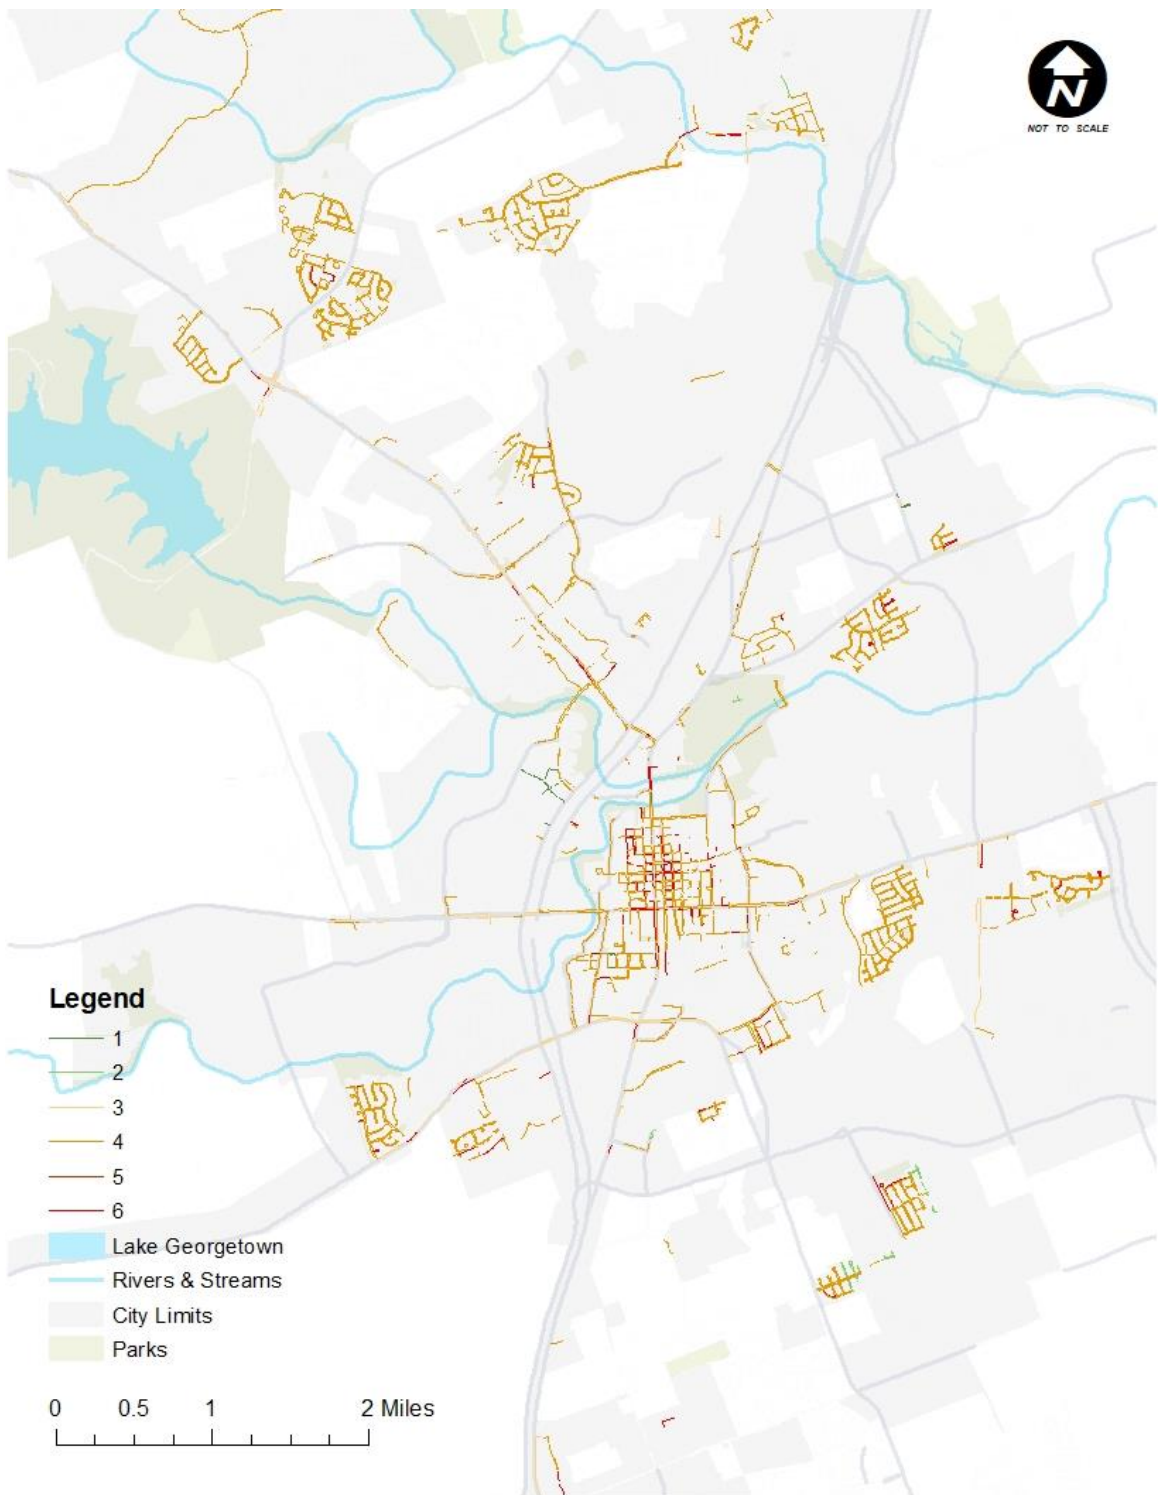 N
NOT TO SCALE
Legend
1
2
3
4
5
6
Lake Georgetown
Rivers & Streams
City Limits
Parks
0 0.5 1 2 Miles